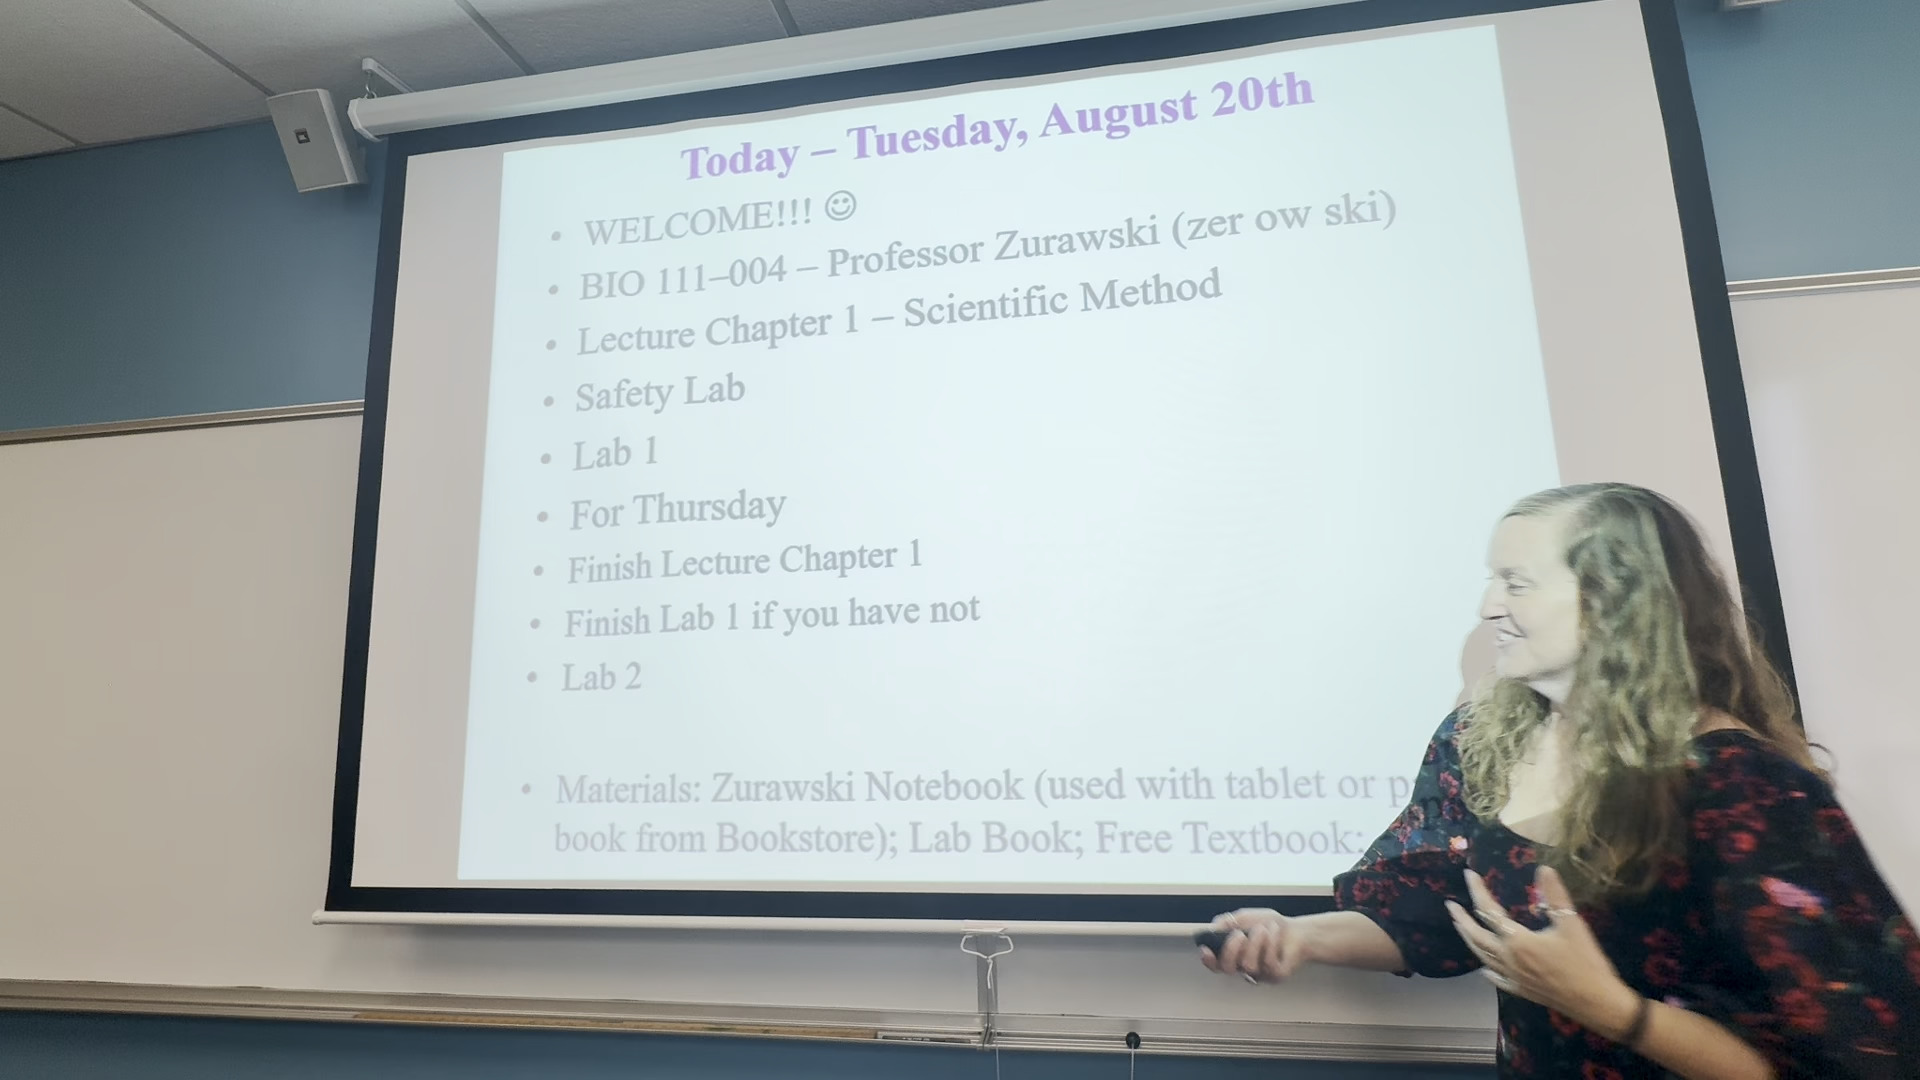 Today – Tuesday, August 20th
• WELCOME!!! ☺
• BIO 111–004 – Professor Zurawski (zer ow ski)
• Lecture Chapter 1 – Scientific Method
• Safety Lab
• Lab 1
• For Thursday
• Finish Lecture Chapter 1
• Finish Lab 1 if you have not
• Lab 2
• Materials: Zurawski Notebook (used with tablet or
book from Bookstore); Lab Book; Free Textbook: